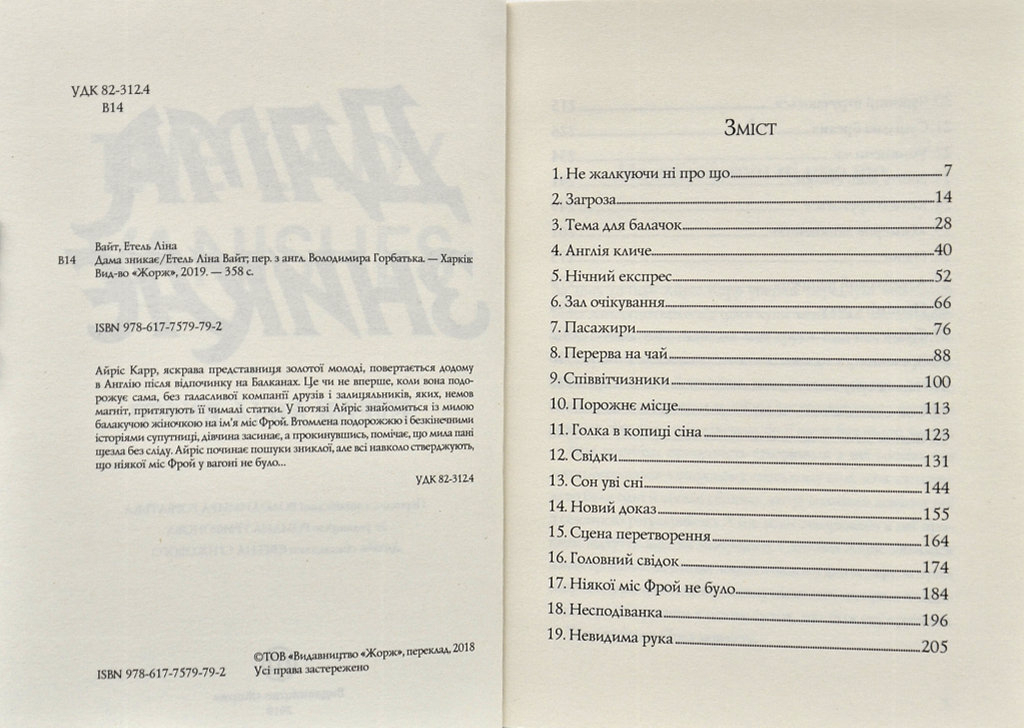 УДК 82-312.4
В14
Вайт, Етель Ліна
В14 Дама зникає/Етель Ліна Вайт; пер. з англ. Володимира Горбатька. — Харків:
Вид-во «Жорж», 2019. — 358 с.
ISBN 978-617-7579-79-2
Айріс Карр, яскрава представниця золотої молоді, повертається додому
в Англію після відпочинку на Балканах. Це чи не вперше, коли вона подо-
рожує сама, без галасливої компанії друзів і залицяльників, яких, немов
магніт, притягують її чималі статки. У потязі Айріс знайомиться із милою
балакучою жіночкою на ім'я міс Фрой. Втомлена подорожжю і безкінечними
історіями супутниці, дівчина засинає, а прокинувшись, помічає, що мила пані
щезла без сліду. Айріс починає пошуки зниклої, але всі навколо стверджують,
що ніякої міс Фрой у вагоні не було...
УДК 82-312.4
ISBN 978-617-7579-79-2
©ТОВ «Видавництво «Жорж», переклад, 2018
Усі права застережено
Зміст
1. Не жалкуючи ні про що 7
2. Загроза 14
3. Тема для балачок 28
4. Англія кличе 40
5. Нічний експрес 52
6. Зал очікування 66
7. Пасажири 76
8. Перерва на чай 88
9. Співвітчизники 100
10. Порожнє місце 113
11. Голка в копиці сіна 123
12. Свідки 131
13. Сон уві сні 144
14. Новий доказ 155
15. Сцена перетворення 164
16. Головний свідок 174
17. Ніякої міс Фрой не було 184
18. Несподіванка 196
19. Невидима рука 205